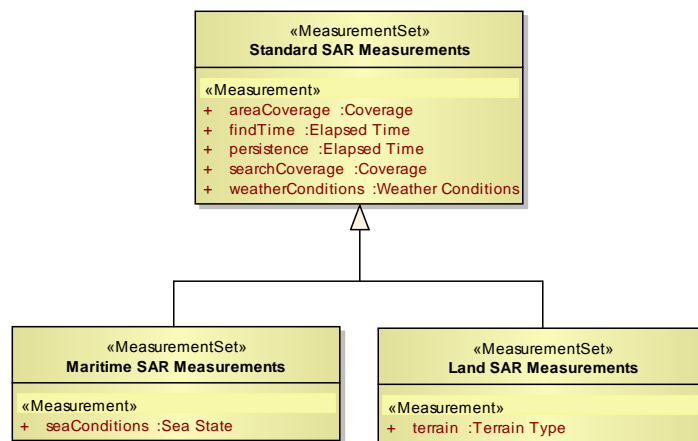 «MeasurementSet»
Standard SAR Measurements
«Measurement»
+ areaCoverage :Coverage
+ findTime :Elapsed Time
+ persistence :Elapsed Time
+ searchCoverage :Coverage
+ weatherConditions :Weather Conditions
«MeasurementSet»
Maritime SAR Measurements
«Measurement»
+ seaConditions :Sea State
«MeasurementSet»
Land SAR Measurements
«Measurement»
+ terrain :Terrain Type